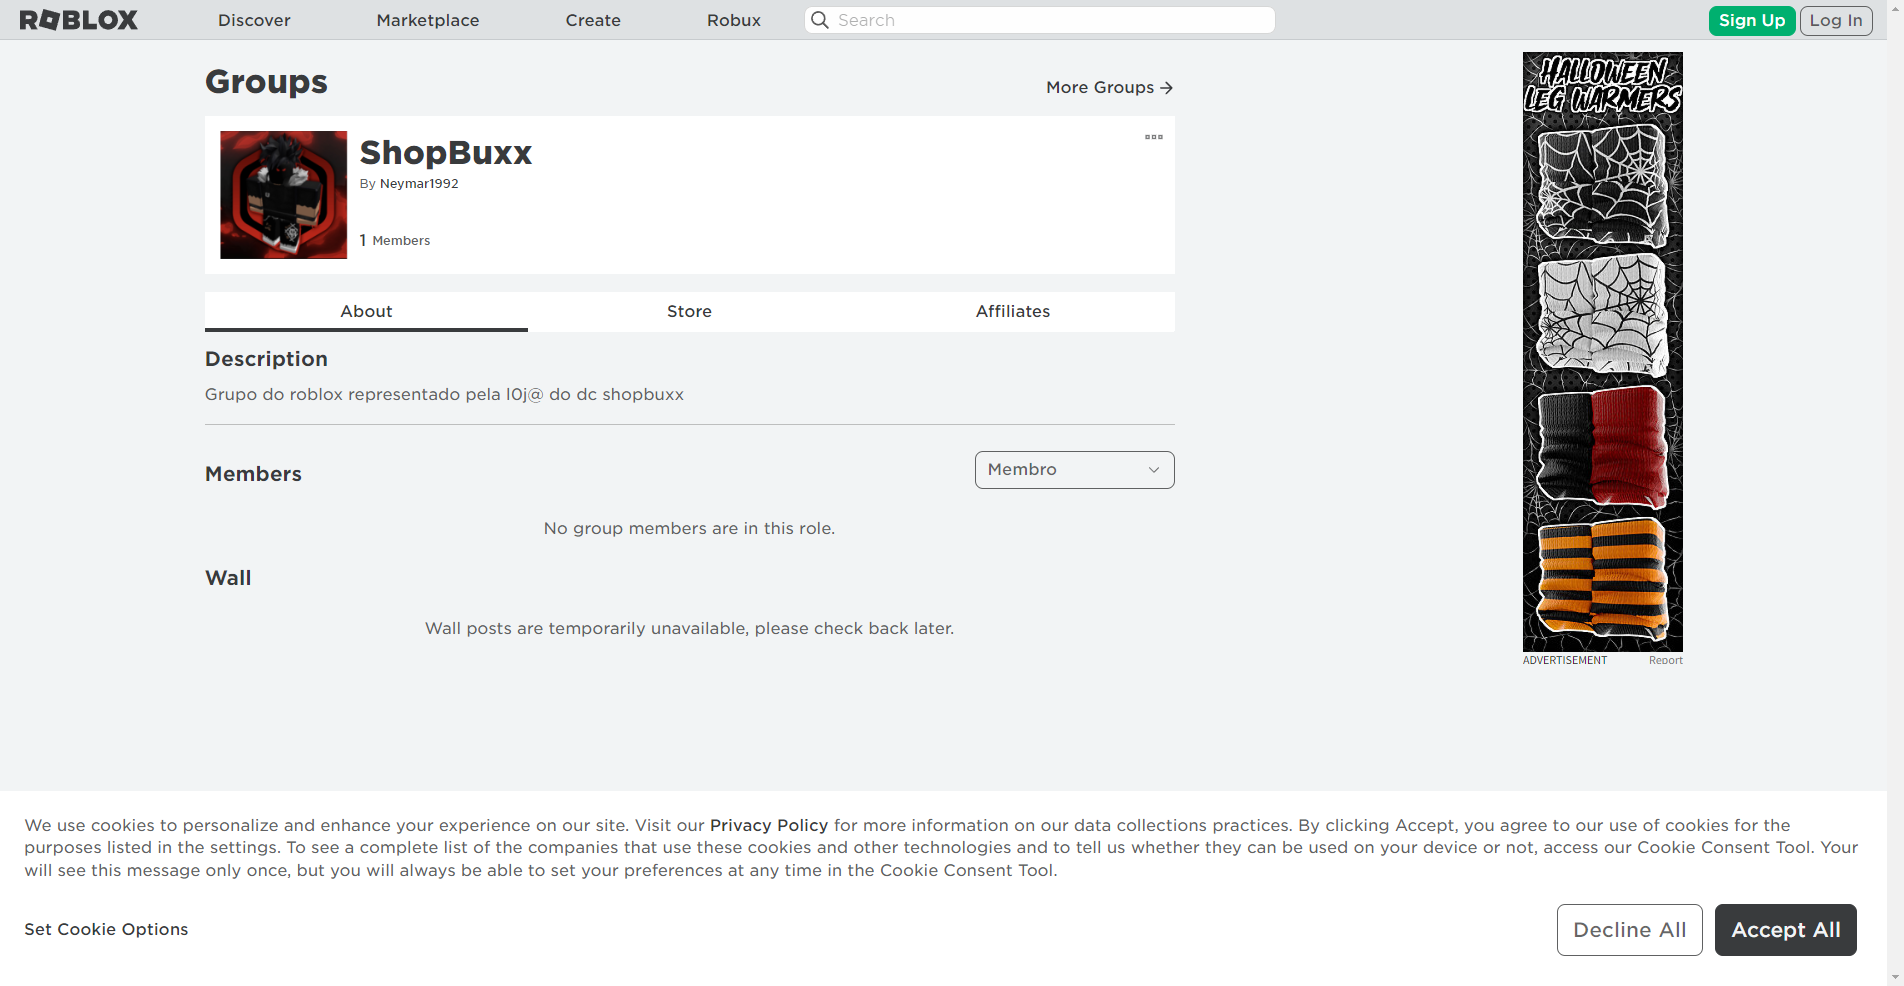 ROBLOX
Discover
Marketplace
Create
Robux
Search
Sign Up
Log In
Groups
More Groups →
ShopBuxx
By Neymar1992
1 Members
About
Store
Affiliates
Description
Grupo do roblox representado pela l0j@ do dc shopbuxx
Members
Membro
No group members are in this role.
Wall
Wall posts are temporarily unavailable, please check back later.
HALLOWEEN
LEG WARMERS
ADVERTISEMENT
Report
We use cookies to personalize and enhance your experience on our site. Visit our Privacy Policy for more information on our data collections practices. By clicking Accept, you agree to our use of cookies for the
purposes listed in the settings. To see a complete list of the companies that use these cookies and other technologies and to tell us whether they can be used on your device or not, access our Cookie Consent Tool. Your
will see this message only once, but you will always be able to set your preferences at any time in the Cookie Consent Tool.
Set Cookie Options
Decline All
Accept All